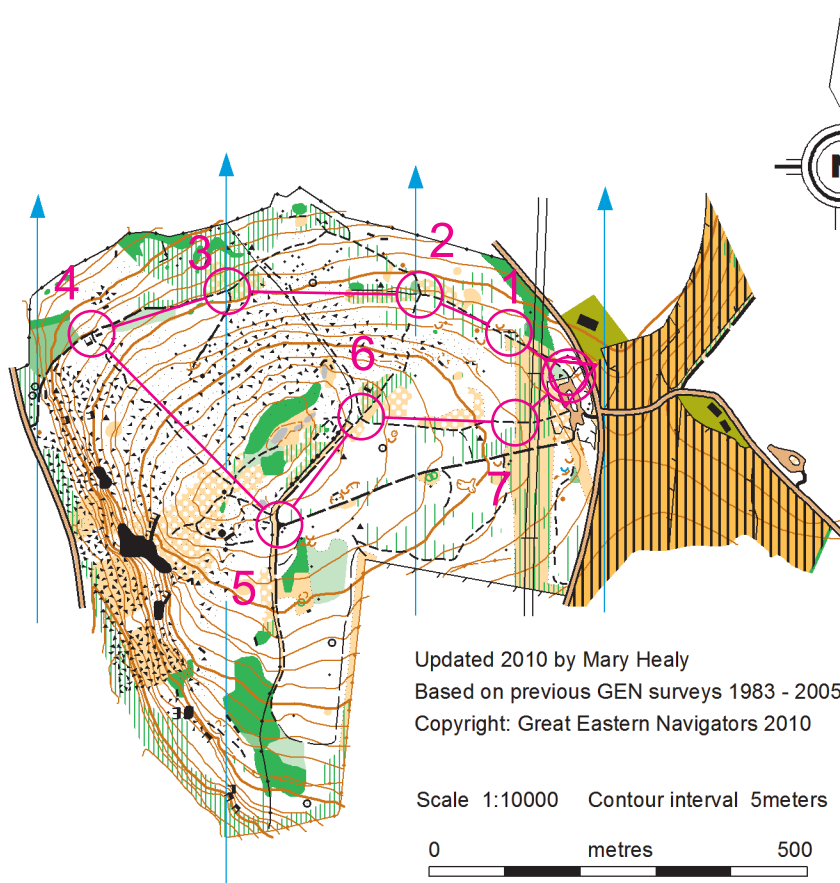 N
2
3
1
4
6
7
5
Updated 2010 by Mary Healy
Based on previous GEN surveys 1983 - 2005
Copyright: Great Eastern Navigators 2010
Scale 1:10000 Contour interval 5meters
0 metres 500